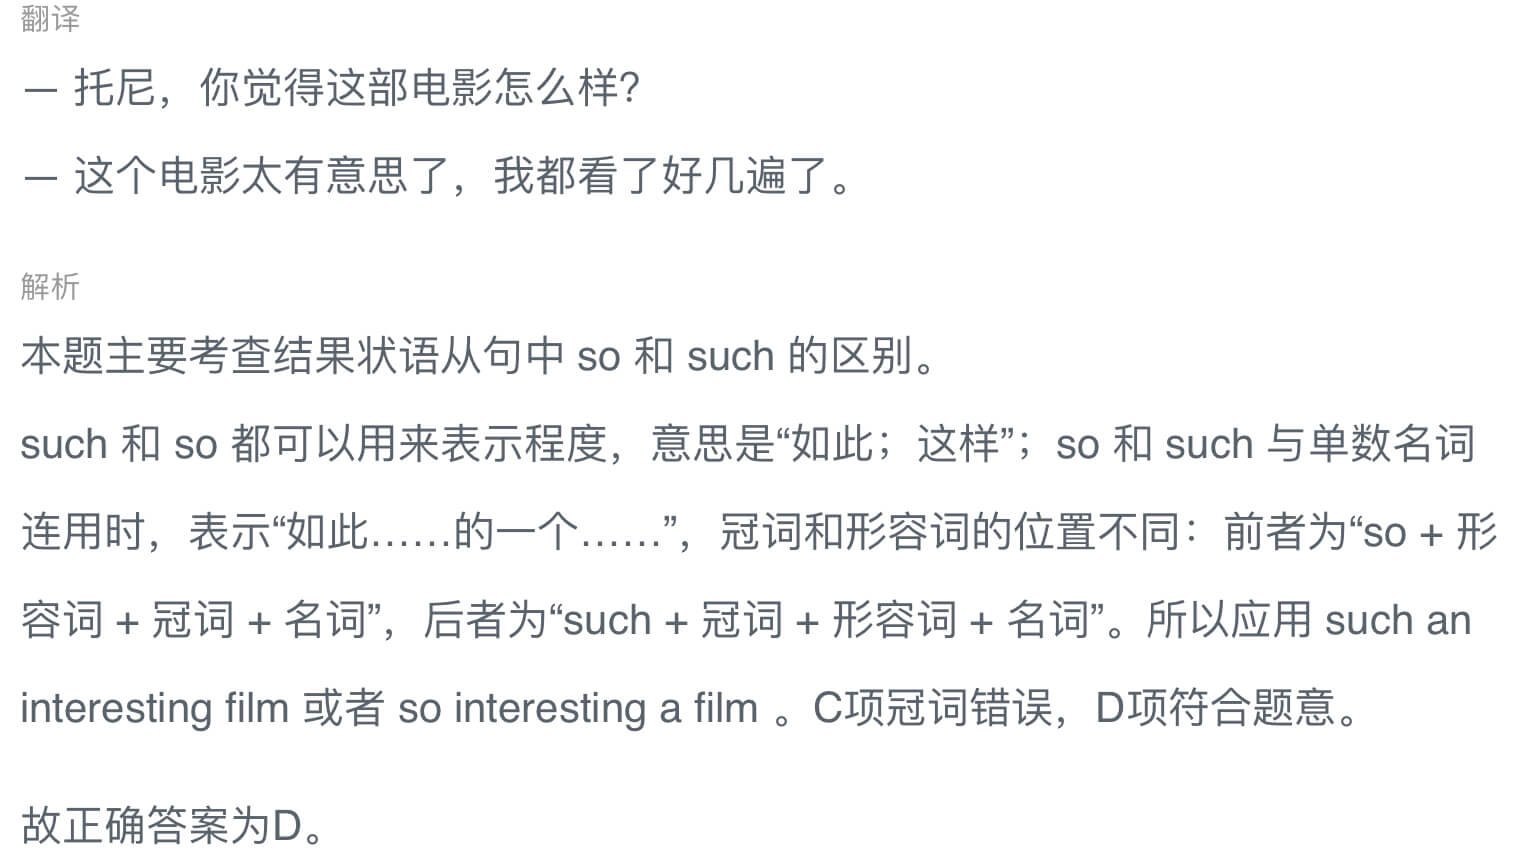 翻译
— 托尼，你觉得这部电影怎么样？
— 这个电影太有意思了，我都看了好几遍了。
解析
本题主要考查结果状语从句中 so 和 such 的区别。
such 和 so 都可以用来表示程度，意思是“如此；这样”；so 和 such 与单数名词
连用时，表示“如此……的一个……”，冠词和形容词的位置不同：前者为“so + 形
容词 + 冠词 + 名词”，后者为“such + 冠词 + 形容词 + 名词”。所以应用 such an
interesting film 或者 so interesting a film 。C项冠词错误，D项符合题意。
故正确答案为D。